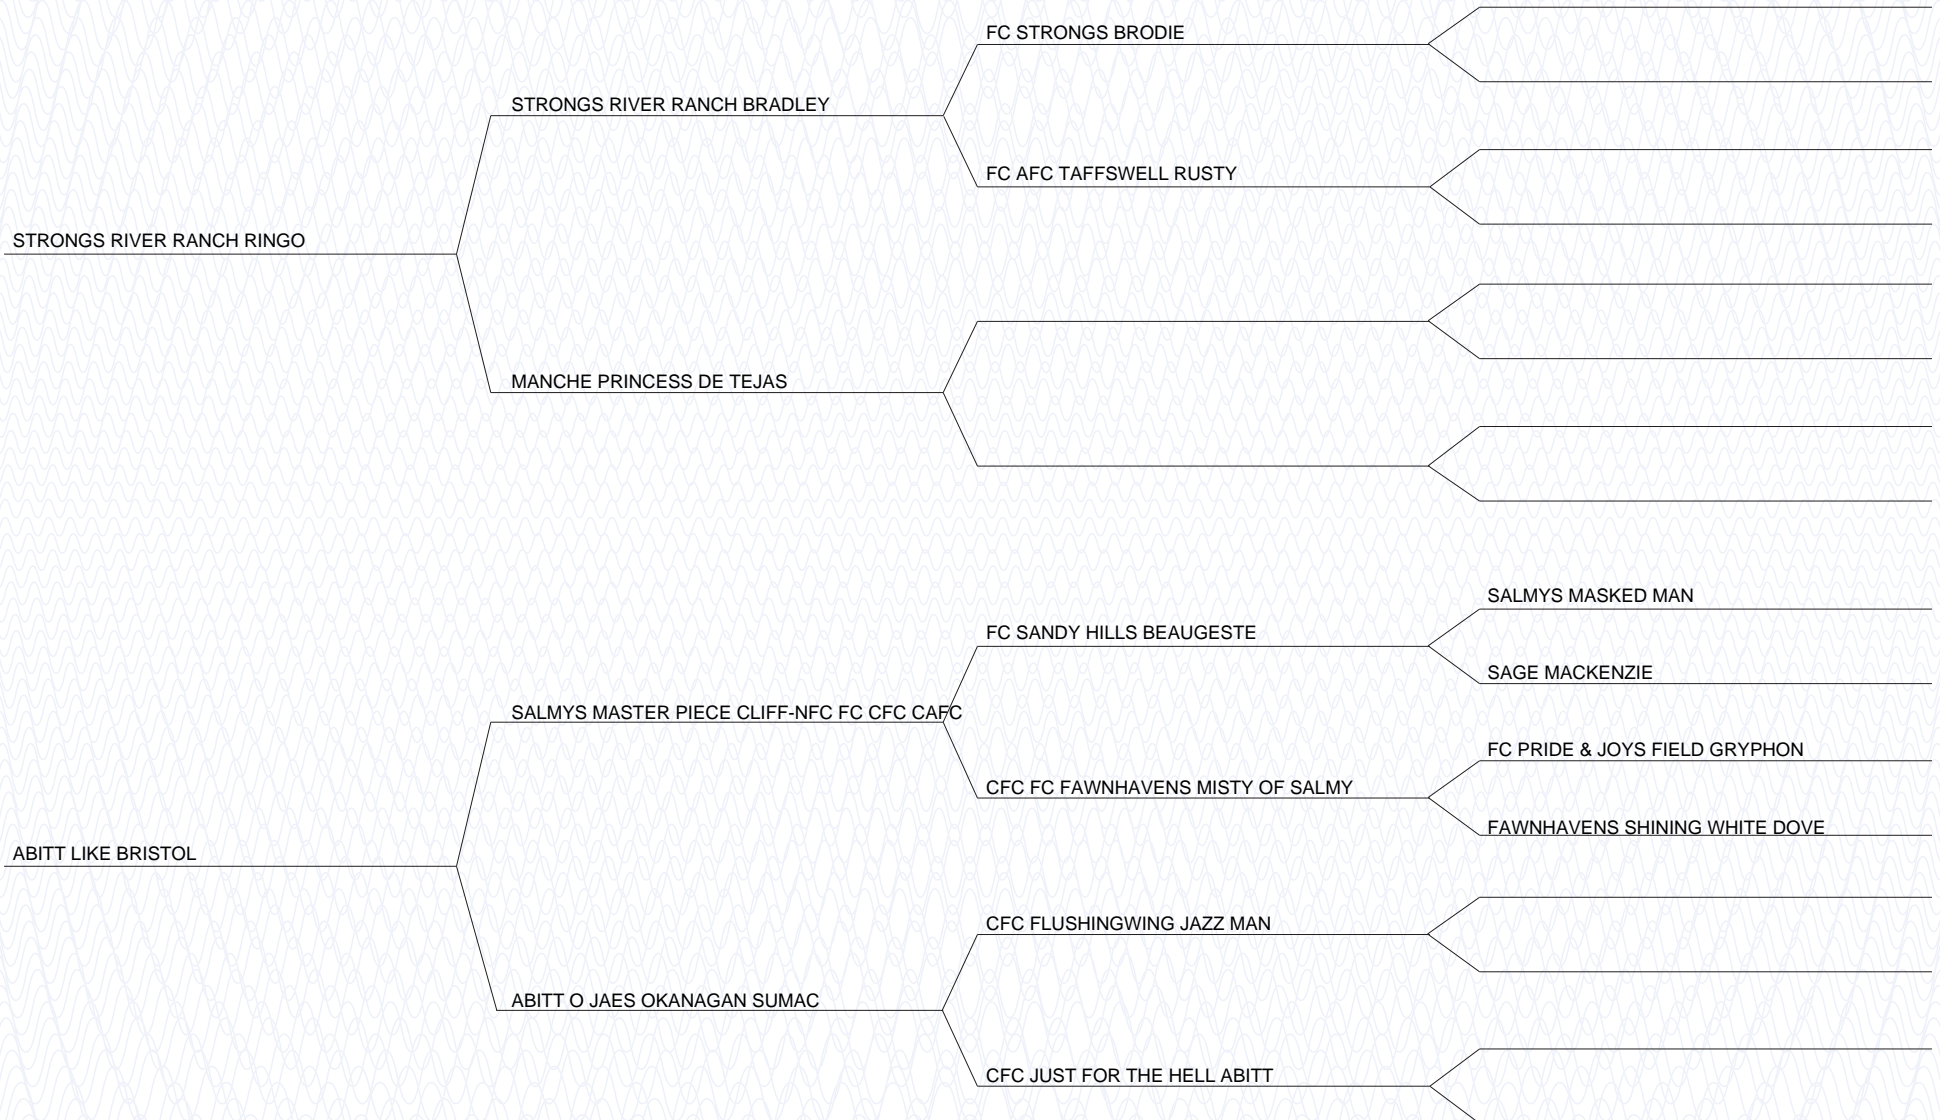 FC STRONGS BRODIE
STRONGS RIVER RANCH BRADLEY
FC AFC TAFFSWELL RUSTY
STRONGS RIVER RANCH RINGO
MANCHE PRINCESS DE TEJAS
SALMYS MASKED MAN
FC SANDY HILLS BEAUGESTE
SAGE MACKENZIE
SALMYS MASTER PIECE CLIFF-NFC FC CFC CAFC
FC PRIDE & JOYS FIELD GRYPHON
CFC FC FAWNHAVENS MISTY OF SALMY
FAWNHAVENS SHINING WHITE DOVE
ABITT LIKE BRISTOL
CFC FLUSHINGWING JAZZ MAN
ABITT O JAES OKANAGAN SUMAC
CFC JUST FOR THE HELL ABITT